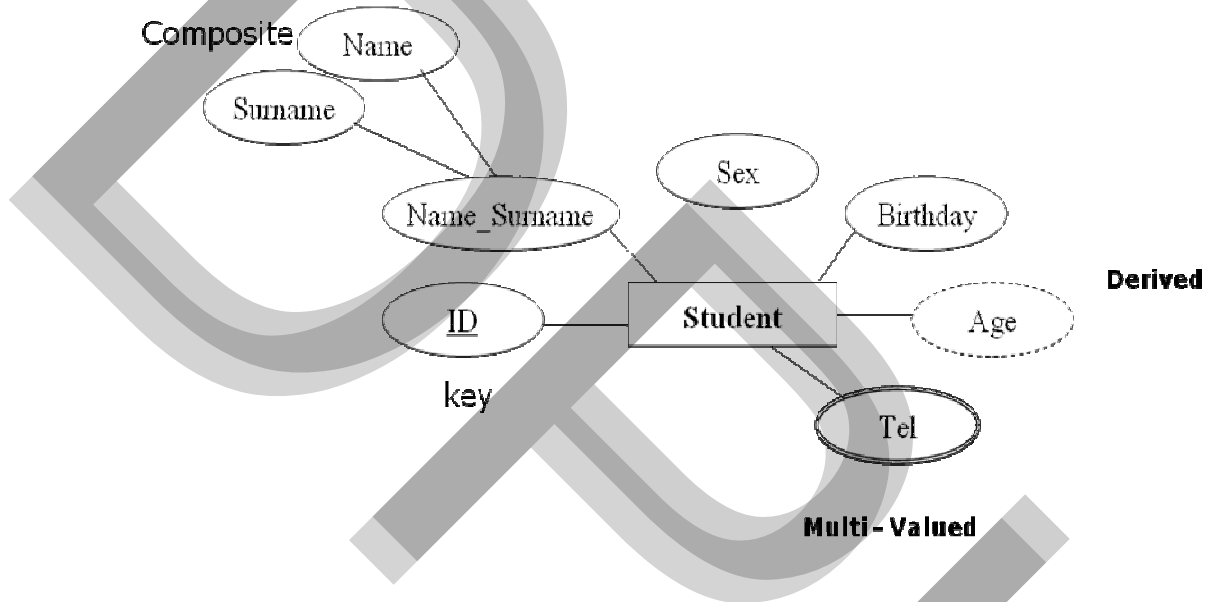 Composite
Name
Surname
Sex
Name_Surname
Birthday
Derived
ID
Student
Age
key
Tel
Multi-Valued